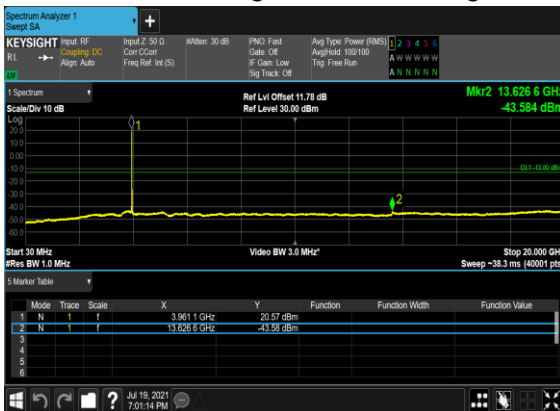 Spectrum Analyzer 1
Swept SA
KEYSIGHT Input: RF Input Z: 50 Ω #Atten: 30 dB PNO: Fast Avg Type: Power (RMS) 1 2 3 4 5 6
RL Coupling: DC Corr CCorr Gate: Off Avg|Hold: 100/100 A W W W W W
Align: Auto Freq Ref: Int (S) IF Gain: Low Trig: Free Run
Sig Track: Off A N N N N N
1 Spectrum Ref Lvl Offset 11.78 dB Mkr2 13.626 6 GHz
Scale/Div 10 dB Ref Level 30.00 dBm -43.584 dBm
Log
20.0 1
10.0
0.00
-10.0 DL1 -13.00 dBm
-20.0
-30.0
-40.0 2
-50.0
-60.0
Start 30 MHz Video BW 3.0 MHz* Stop 20.000 GH
#Res BW 1.0 MHz Sweep ~38.3 ms (40001 pts
5 Marker Table
Mode Trace Scale X Y Function Function Width Function Value
1 N 1 f 3.961 1 GHz 20.57 dBm
2 N 1 f 13.626 6 GHz -43.58 dBm
3
4
5
6
? Jul 19, 2021
7:01:14 PM